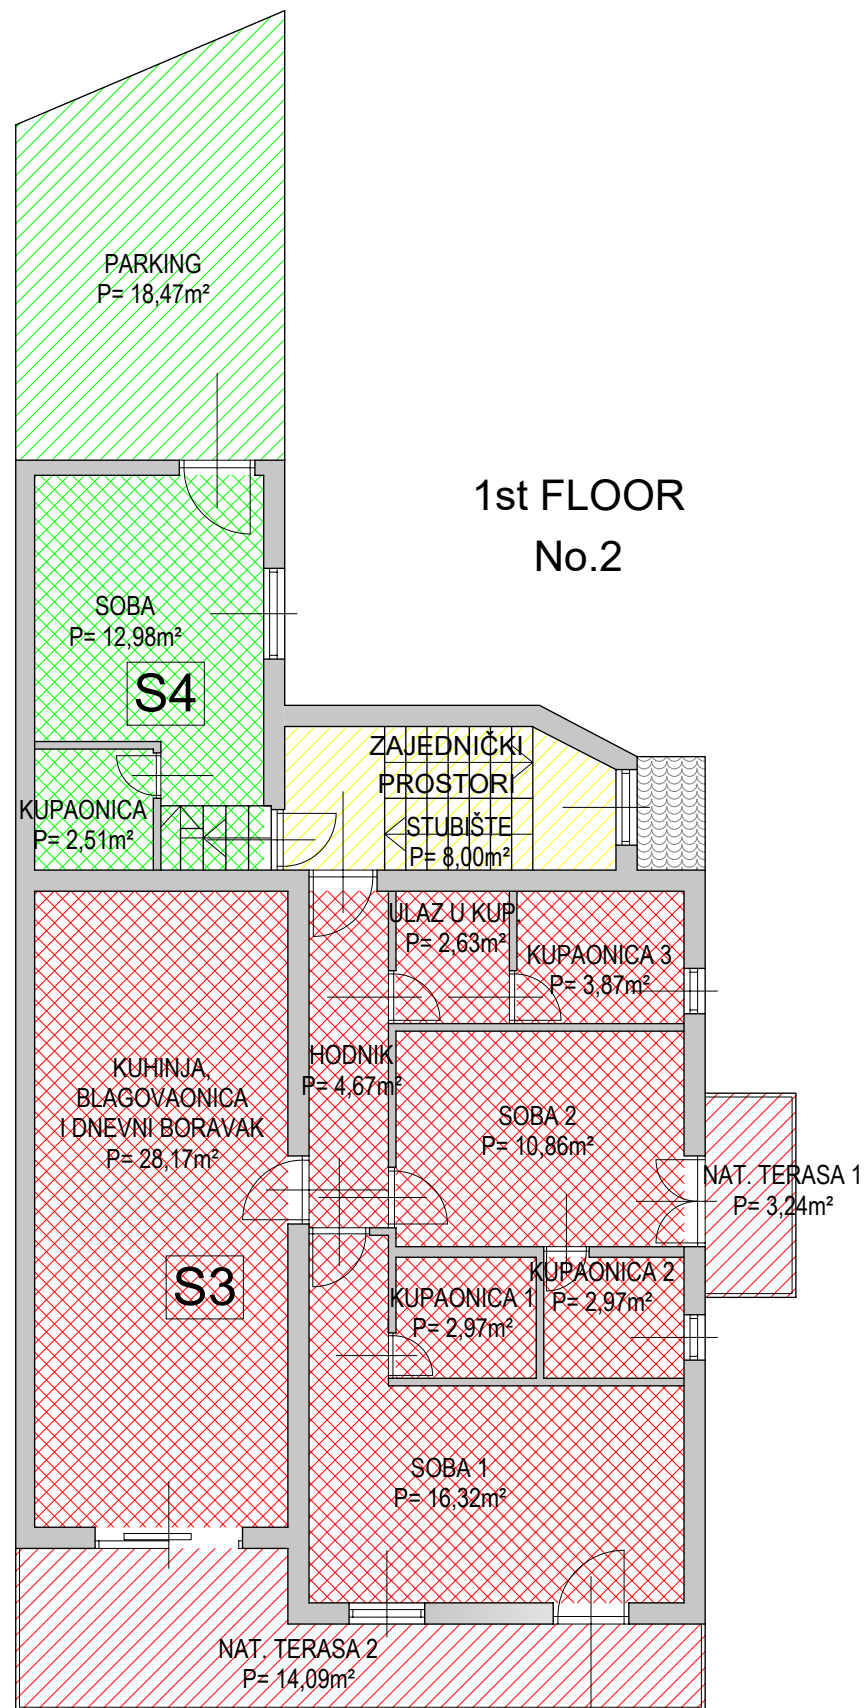 PARKING
P= 18,47m²
1st FLOOR
No.2
SOBA
P= 12,98m²
S4
ZAJEDNIČKI
PROSTORI
STUBIŠTE
P= 8,00m²
KUPAONICA
P= 2,51m²
ULAZ U KUP.
P= 2,63m²
KUPAONICA 3
P= 3,87m²
HODNIK
P= 4,67m²
KUHINJA,
BLAGOVAONICA
I DNEVNI BORAVAK
P= 28,17m²
SOBA 2
P= 10,86m²
NAT. TERASA 1
P= 3,24m²
S3
KUPAONICA 1
P= 2,97m²
KUPAONICA 2
P= 2,97m²
SOBA 1
P= 16,32m²
NAT. TERASA 2
P= 14,09m²